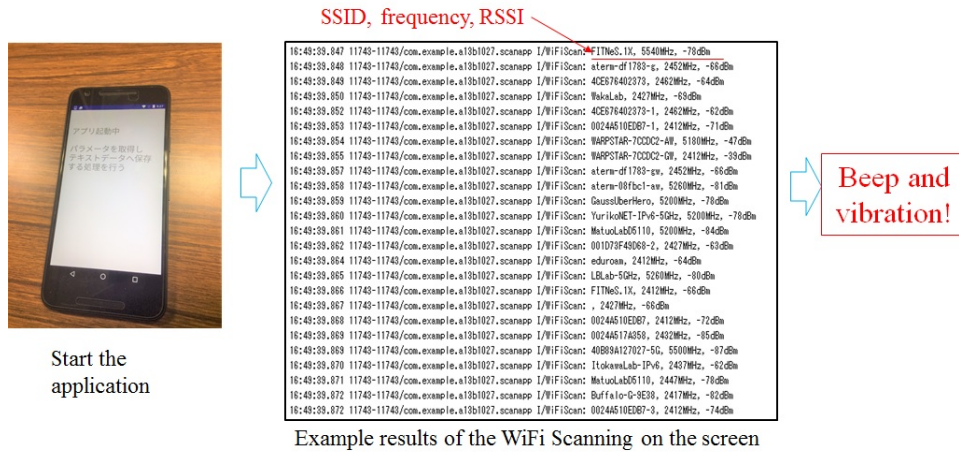 SSID, frequency, RSSI
アプリ起動中
パラメータを取得し
テキストデータへ保存
する処理を行う
Start the
application
16:49:39.847 11743-11743/com.example.a13b1027.scanapp I/WiFiScan: FITNeS.1X, 5540MHz, -78dBm
16:49:39.848 11743-11743/com.example.a13b1027.scanapp I/WiFiScan: aterm-df1783-g, 2452MHz, -66dBm
16:49:39.849 11743-11743/com.example.a13b1027.scanapp I/WiFiScan: 4CE676402373, 2462MHz, -64dBm
16:49:39.850 11743-11743/com.example.a13b1027.scanapp I/WiFiScan: WakaLab, 2427MHz, -69dBm
16:49:39.852 11743-11743/com.example.a13b1027.scanapp I/WiFiScan: 4CE676402373-1, 2462MHz, -62dBm
16:49:39.853 11743-11743/com.example.a13b1027.scanapp I/WiFiScan: 0024A510EDB7-1, 2412MHz, -71dBm
16:49:39.854 11743-11743/com.example.a13b1027.scanapp I/WiFiScan: WARPSTAR-7CCDC2-AW, 5180MHz, -47dBm
16:49:39.855 11743-11743/com.example.a13b1027.scanapp I/WiFiScan: WARPSTAR-7CCDC2-GW, 2412MHz, -39dBm
16:49:39.857 11743-11743/com.example.a13b1027.scanapp I/WiFiScan: aterm-df1783-gw, 2452MHz, -66dBm
16:49:39.858 11743-11743/com.example.a13b1027.scanapp I/WiFiScan: aterm-08fbc1-aw, 5260MHz, -81dBm
16:49:39.859 11743-11743/com.example.a13b1027.scanapp I/WiFiScan: GaussUberHero, 5200MHz, -78dBm
16:49:39.860 11743-11743/com.example.a13b1027.scanapp I/WiFiScan: YurikoNET-IPv6-5GHz, 5200MHz, -78dBm
16:49:39.861 11743-11743/com.example.a13b1027.scanapp I/WiFiScan: MatuoLabD5110, 5200MHz, -84dBm
16:49:39.862 11743-11743/com.example.a13b1027.scanapp I/WiFiScan: 001D73F49D68-2, 2427MHz, -63dBm
16:49:39.864 11743-11743/com.example.a13b1027.scanapp I/WiFiScan: eduroam, 2412MHz, -64dBm
16:49:39.865 11743-11743/com.example.a13b1027.scanapp I/WiFiScan: LBLab-5GHz, 5260MHz, -80dBm
16:49:39.866 11743-11743/com.example.a13b1027.scanapp I/WiFiScan: FITNeS.1X, 2412MHz, -66dBm
16:49:39.867 11743-11743/com.example.a13b1027.scanapp I/WiFiScan: , 2427MHz, -66dBm
16:49:39.868 11743-11743/com.example.a13b1027.scanapp I/WiFiScan: 0024A510EDB7, 2412MHz, -72dBm
16:49:39.869 11743-11743/com.example.a13b1027.scanapp I/WiFiScan: 0024A517A358, 2432MHz, -85dBm
16:49:39.869 11743-11743/com.example.a13b1027.scanapp I/WiFiScan: 40B89A127027-5G, 5500MHz, -87dBm
16:49:39.870 11743-11743/com.example.a13b1027.scanapp I/WiFiScan: ItokawaLab-IPv6, 2437MHz, -62dBm
16:49:39.871 11743-11743/com.example.a13b1027.scanapp I/WiFiScan: MatuoLabD5110, 2447MHz, -78dBm
16:49:39.872 11743-11743/com.example.a13b1027.scanapp I/WiFiScan: Buffalo-G-9E38, 2417MHz, -82dBm
16:49:39.872 11743-11743/com.example.a13b1027.scanapp I/WiFiScan: 0024A510EDB7-3, 2412MHz, -74dBm
Example results of the WiFi Scanning on the screen
Beep and
vibration!